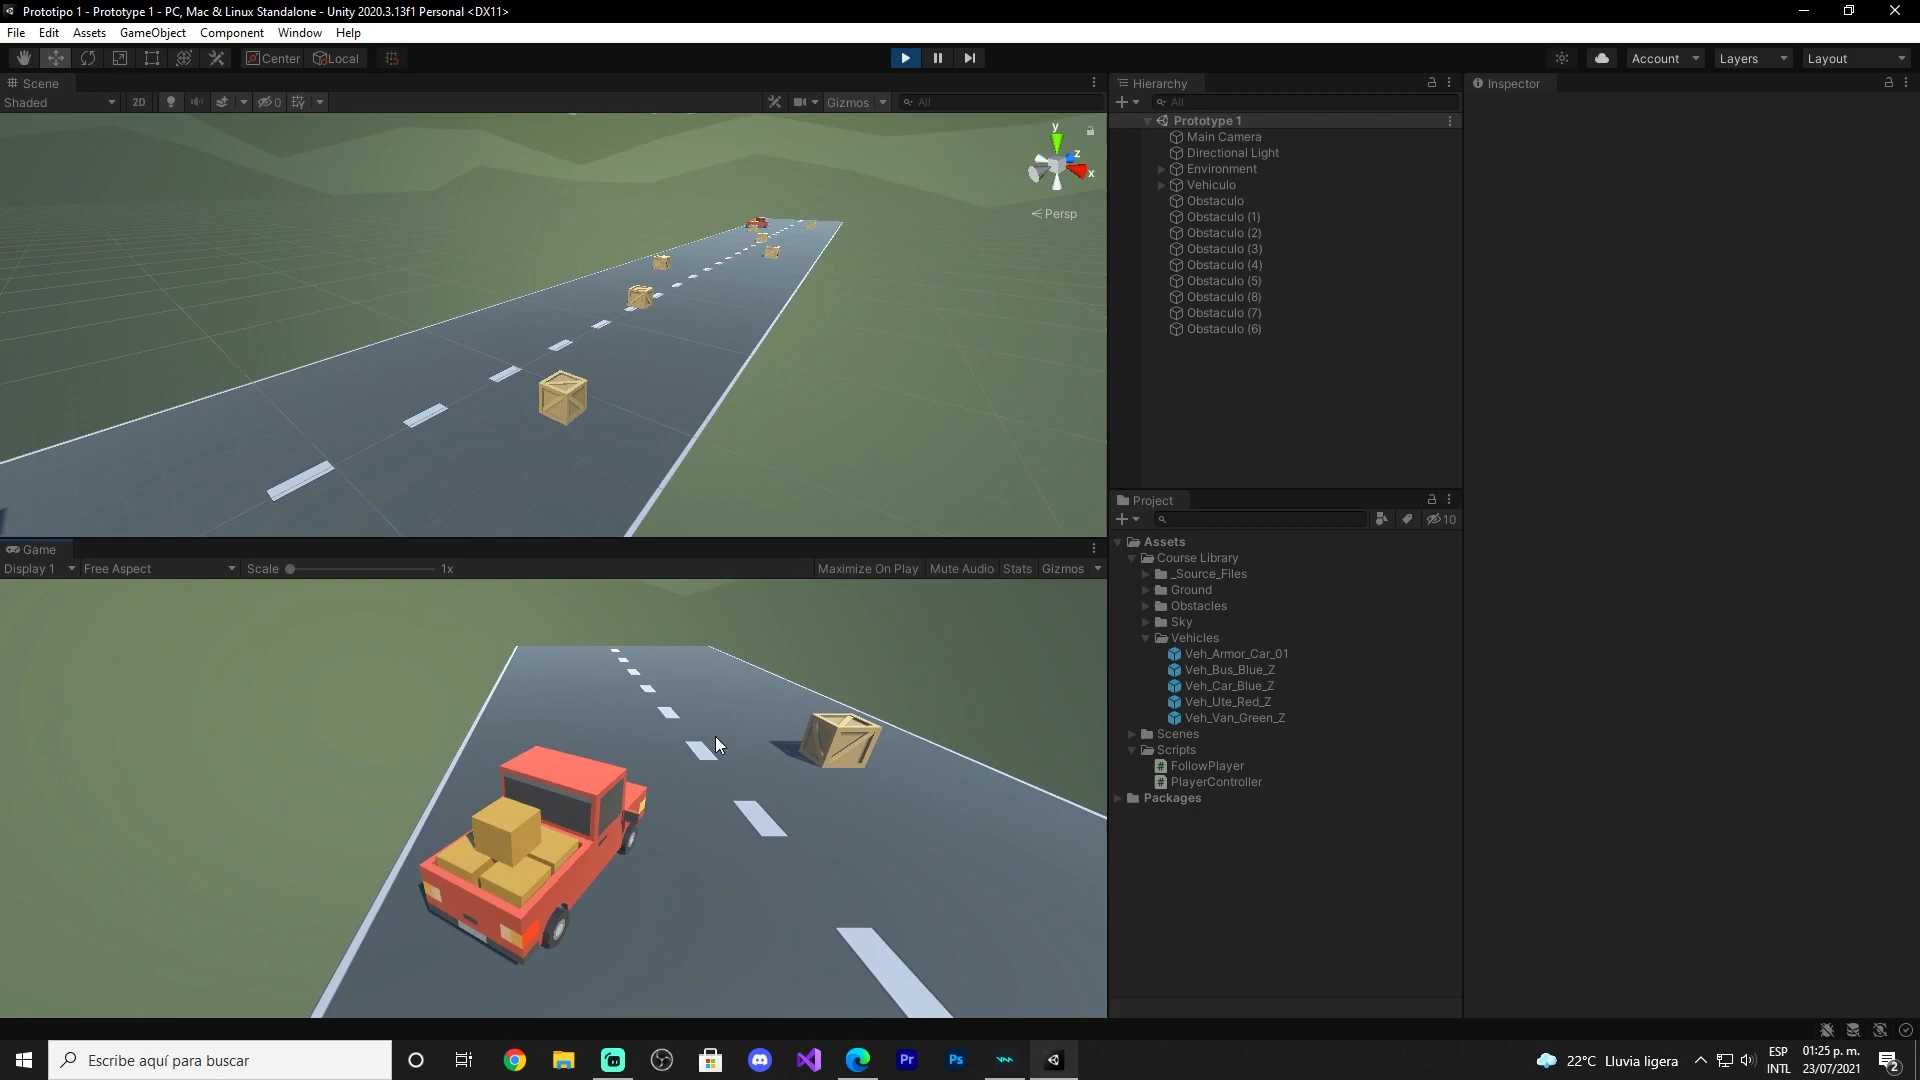 Prototipo 1 - Prototype 1 - PC, Mac & Linux Standalone - Unity 2020.3.13f1 Personal <DX11>
File Edit Assets GameObject Component Window Help
Center Local Account Layers Layout
Scene
Shaded 2D 0 Gizmos All
y
z
x
Persp
Hierarchy
All
Prototype 1
Main Camera
Directional Light
Environment
Vehiculo
Obstaculo
Obstaculo (1)
Obstaculo (2)
Obstaculo (3)
Obstaculo (4)
Obstaculo (5)
Obstaculo (8)
Obstaculo (7)
Obstaculo (6)
Inspector
Game
Display 1 Free Aspect Scale 1x Maximize On Play Mute Audio Stats Gizmos
Project
10
Assets
Course Library
_Source_Files
Ground
Obstacles
Sky
Vehicles
Veh_Armor_Car_01
Veh_Bus_Blue_Z
Veh_Car_Blue_Z
Veh_Ute_Red_Z
Veh_Van_Green_Z
Scenes
Scripts
FollowPlayer
PlayerController
Packages
Escribe aquí para buscar
Pr
Ps
22°C Lluvia ligera
ESP
INTL
01:25 p. m.
23/07/2021
2